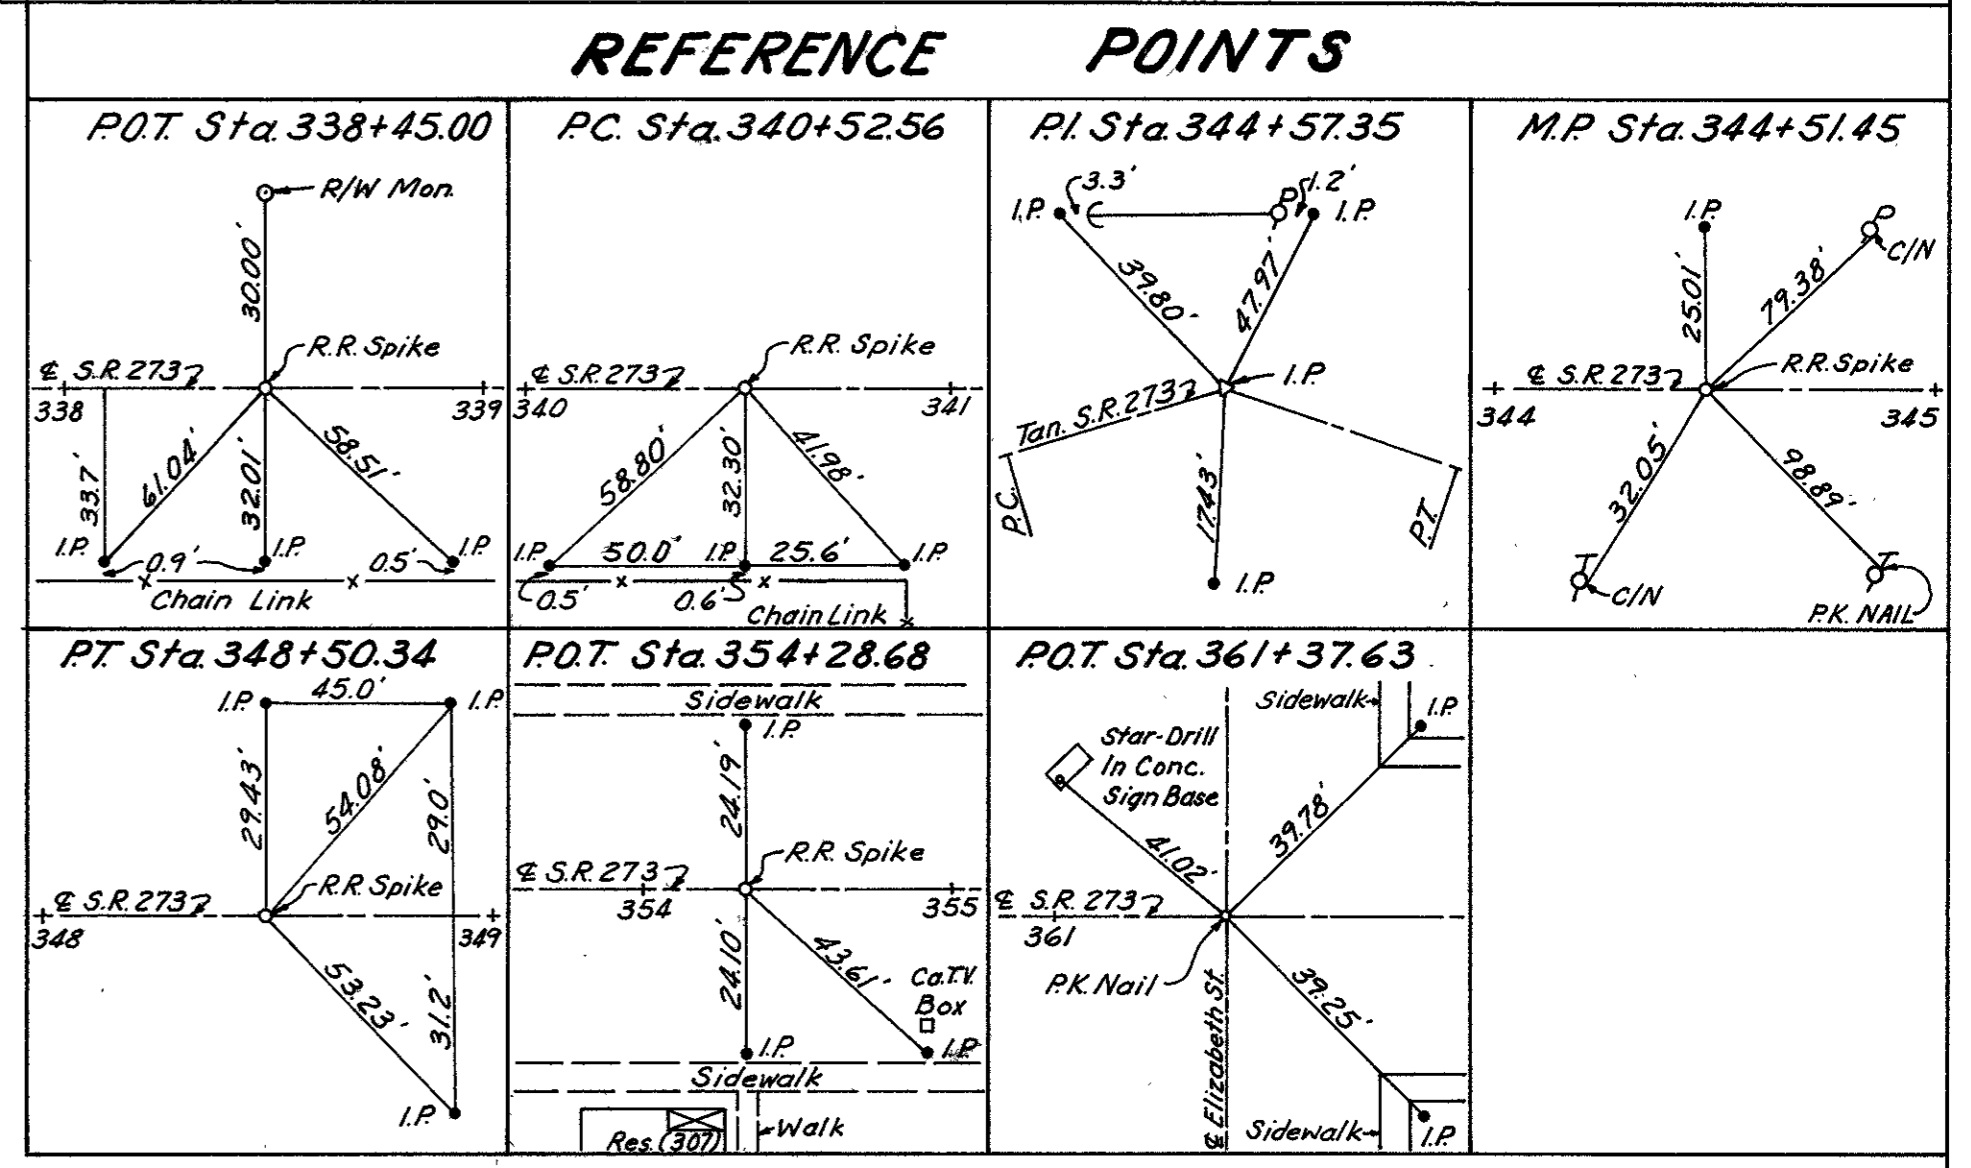 REFERENCE POINTS
P.O.T. Sta. 338+45.00
R/W Mon.
30.00'
R.R. Spike
℄ S.R. 273
338
339
33.7'
61.04'
32.01'
58.51'
I.P.
I.P.
I.P.
0.9'
0.5'
Chain Link
P.C. Sta. 340+52.56
R.R. Spike
℄ S.R. 273
340
341
58.80'
32.30'
41.98'
I.P.
50.0'
I.P.
25.6'
I.P.
0.5'
0.6'
Chain Link
P.I. Sta. 344+57.35
3.3'
P
1.2'
I.P.
I.P.
39.80'
47.97'
I.P.
Tan. S.R. 273
P.C.
17.43'
P.T.
I.P.
M.P. Sta. 344+51.45
I.P.
P
C/N
25.01'
79.38'
R.R. Spike
℄ S.R. 273
344
345
32.05'
98.89'
T
C/N
T
P.K. NAIL
P.T. Sta. 348+50.34
I.P.
45.0'
I.P.
29.43'
54.08'
29.0'
R.R. Spike
℄ S.R. 273
348
349
53.23'
31.2'
I.P.
P.O.T. Sta. 354+28.68
Sidewalk
I.P.
24.19'
R.R. Spike
℄ S.R. 273
354
355
24.10'
43.61'
Ca.T.V.
Box
I.P.
I.P.
Sidewalk
Res. (307)
Walk
P.O.T. Sta. 361+37.63
Sidewalk
I.P.
Star-Drill
In Conc.
Sign Base
41.02'
39.78'
℄ S.R. 273
361
P.K. Nail
39.25'
℄ Elizabeth St.
Sidewalk
I.P.